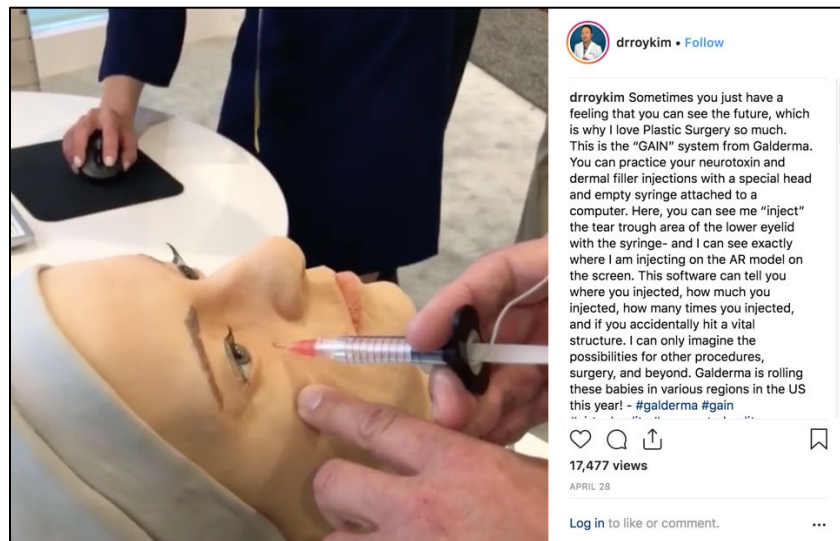 drroykim • Follow
drroykim Sometimes you just have a
feeling that you can see the future, which
is why I love Plastic Surgery so much.
This is the “GAIN” system from Galderma.
You can practice your neurotoxin and
dermal filler injections with a special head
and empty syringe attached to a
computer. Here, you can see me “inject”
the tear trough area of the lower eyelid
with the syringe- and I can see exactly
where I am injecting on the AR model on
the screen. This software can tell you
where you injected, how much you
injected, how many times you injected,
and if you accidentally hit a vital
structure. I can only imagine the
possibilities for other procedures,
surgery, and beyond. Galderma is rolling
these babies in various regions in the US
this year! - #galderma #gain
17,477 views
APRIL 28
Log in to like or comment.